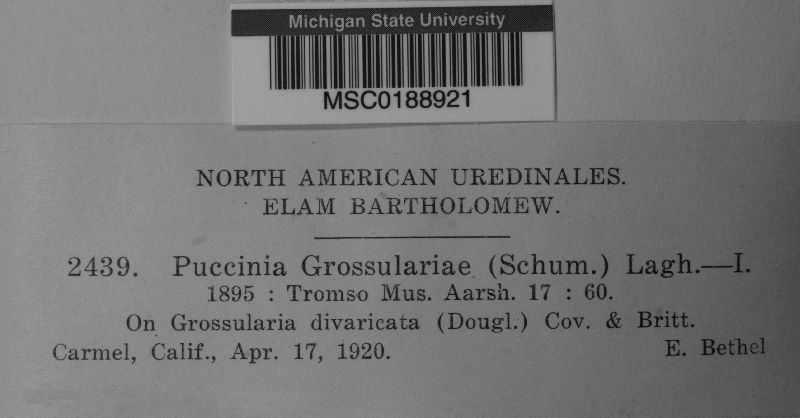 Michigan State University
MSC0188921
NORTH AMERICAN UREDINALES.
ELAM BARTHOLOMEW.
2439. Puccinia Grossulariae (Schum.) Lagh.—I.
1895 : Tromso Mus. Aarsh. 17 : 60.
On Grossularia divaricata (Dougl.) Cov. & Britt.
Carmel, Calif., Apr. 17, 1920. E. Bethel